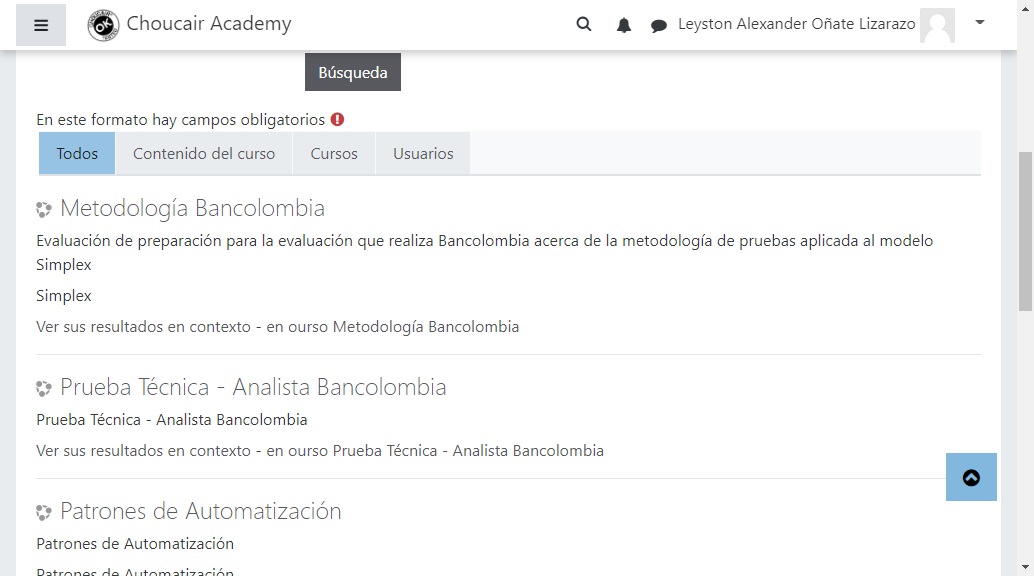 Choucair Academy
Leyston Alexander Oñate Lizarazo
Búsqueda
En este formato hay campos obligatorios
Todos
Contenido del curso
Cursos
Usuarios
Metodología Bancolombia
Evaluación de preparación para la evaluación que realiza Bancolombia acerca de la metodología de pruebas aplicada al modelo
Simplex
Simplex
Ver sus resultados en contexto - en ourso Metodología Bancolombia
Prueba Técnica - Analista Bancolombia
Prueba Técnica - Analista Bancolombia
Ver sus resultados en contexto - en ourso Prueba Técnica - Analista Bancolombia
Patrones de Automatización
Patrones de Automatización
Patrones de Automatización